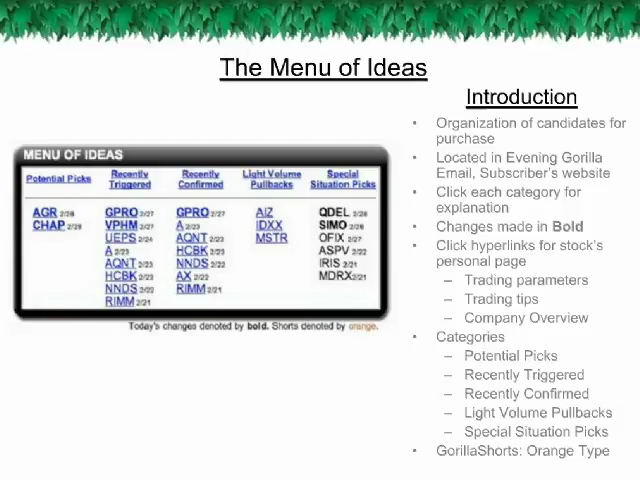 The Menu of Ideas
Introduction
• Organization of candidates for
purchase
• Located in Evening Gorilla
Email, Subscriber's website
• Click each category for
explanation
• Changes made in Bold
• Click hyperlinks for stock's
personal page
– Trading parameters
– Trading tips
– Company Overview
• Categories
– Potential Picks
– Recently Triggered
– Recently Confirmed
– Light Volume Pullbacks
– Special Situation Picks
• GorillaShorts: Orange Type
MENU OF IDEAS
Potential Picks
AGR 2/28
CHAP 2/28
Recently
Triggered
GPRO 2/27
VPHM 2/27
UEPS 2/24
A 2/23
AQNT 2/23
HCBK 2/23
NNDS 2/22
RIMM 2/21
Recently
Confirmed
GPRO 2/27
A 2/23
AQNT 2/23
HCBK 2/23
NNDS 2/22
AX 2/22
RIMM 2/21
Light Volume
Pullbacks
AIZ
IDXX
MSTR
Special
Situation Picks
QDEL 2/28
SIMO 2/28
OFIX 2/27
ASPV 2/22
IRIS 2/21
MDRX 2/21
Today's changes denoted by bold. Shorts denoted by orange.